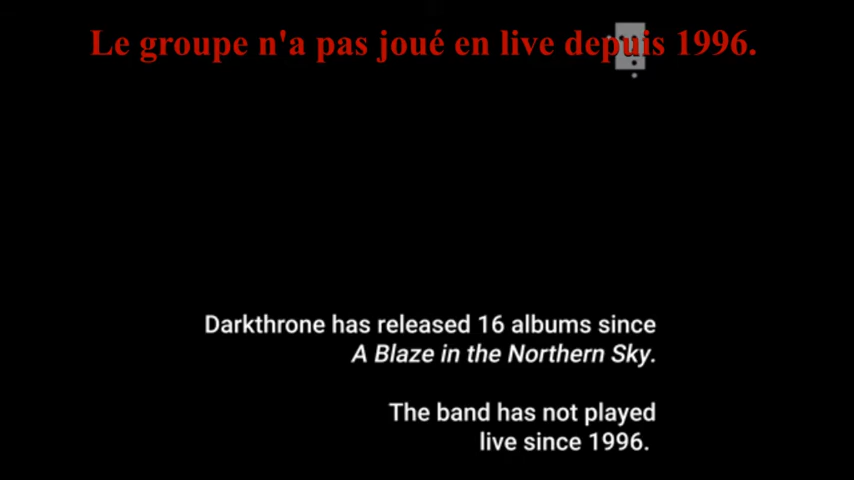 Le groupe n'a pas joué en live depuis 1996.
Darkthrone has released 16 albums since
A Blaze in the Northern Sky.
The band has not played
live since 1996.